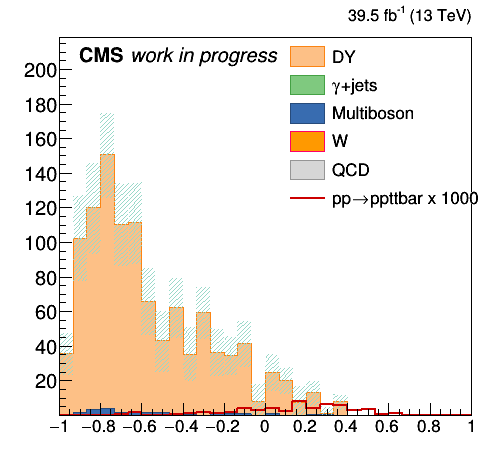 39.5 fb⁻¹ (13 TeV)
CMS work in progress
DY
γ+jets
Multiboson
W
QCD
pp→ppttbar x 1000
200
180
160
140
120
100
80
60
40
20
−1 −0.8 −0.6 −0.4 −0.2 0 0.2 0.4 0.6 0.8 1